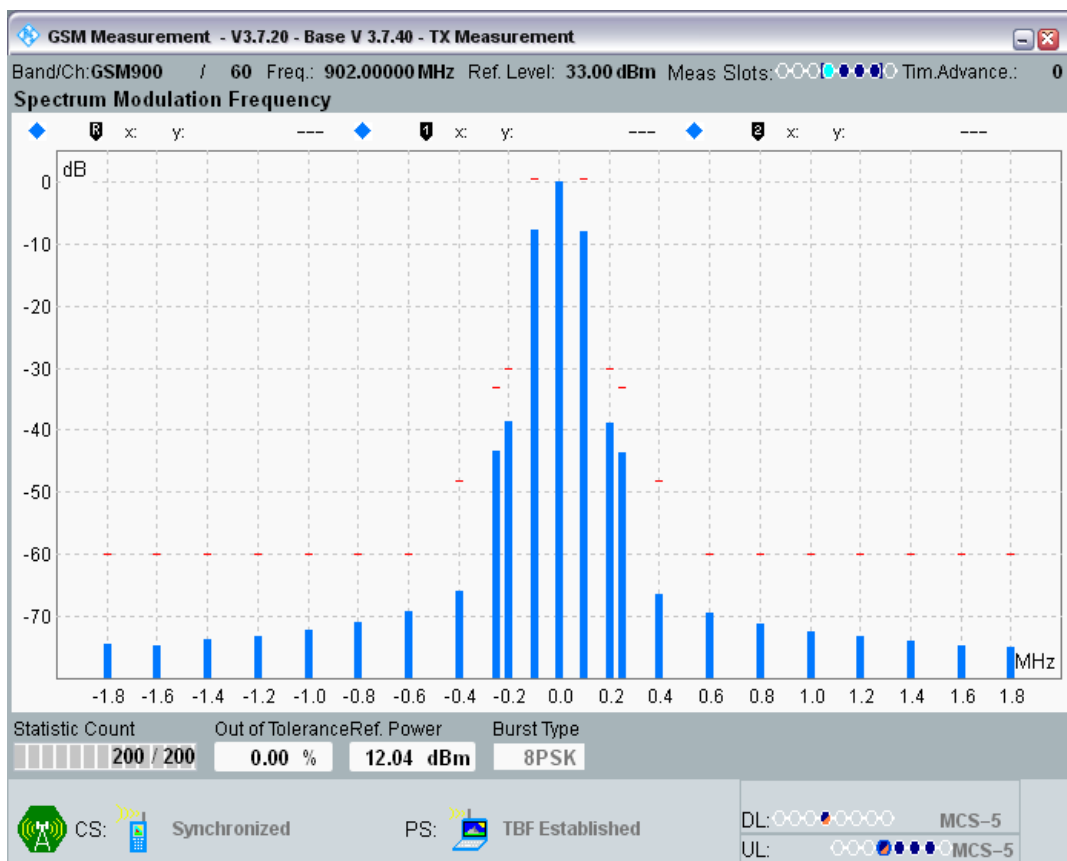 GSM Measurement - V3.7.20 - Base V 3.7.40 - TX Measurement
Band/Ch:GSM900 / 60 Freq.: 902.00000 MHz Ref. Level: 33.00 dBm Meas Slots: Tim.Advance.: 0
Spectrum Modulation Frequency
R x: y: --- 1 x: y: --- 2 x: y: ---
dB
0
-10
-20
-30
-40
-50
-60
-70
MHz
-1.8 -1.6 -1.4 -1.2 -1.0 -0.8 -0.6 -0.4 -0.2 0.0 0.2 0.4 0.6 0.8 1.0 1.2 1.4 1.6 1.8
Statistic Count Out of Tolerance Ref. Power Burst Type
200 / 200 0.00 % 12.04 dBm 8PSK
CS: Synchronized PS: TBF Established
DL: MCS-5
UL: MCS-5